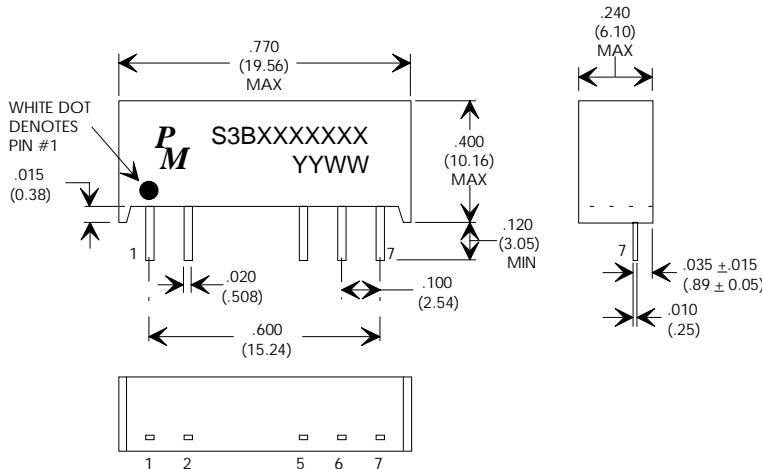 .770
(19.56)
MAX
.240
(6.10)
MAX
WHITE DOT
DENOTES
PIN #1
P
M
S3BXXXXXXX
YYWW
.400
(10.16)
MAX
.015
(0.38)
.120
(3.05)
MIN
1
7
7
.020
(.508)
.100
(2.54)
.035 ±.015
(.89 ± 0.05)
.010
(.25)
.600
(15.24)
1 2 5 6 7